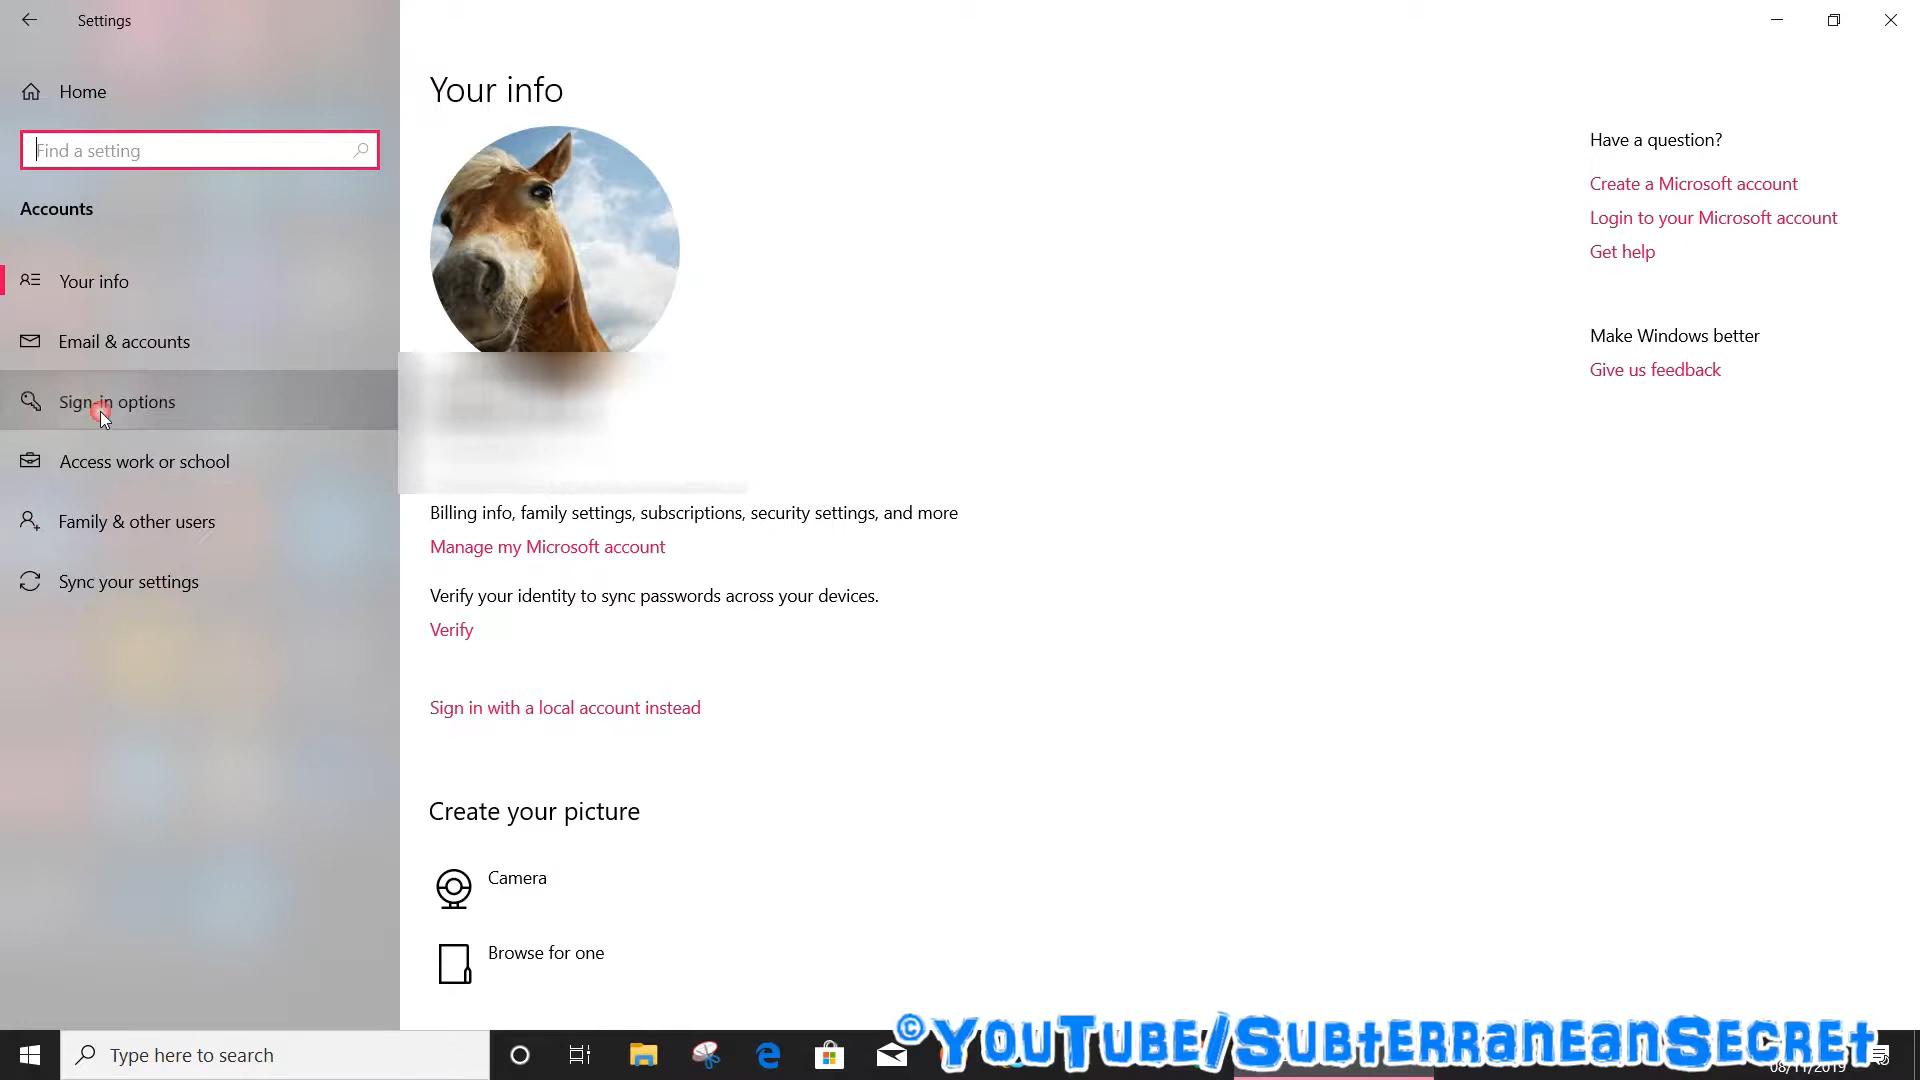 Settings
Home
Find a setting
Accounts
Your info
Email & accounts
Sign-in options
Access work or school
Family & other users
Sync your settings
Your info
Billing info, family settings, subscriptions, security settings, and more
Manage my Microsoft account
Verify your identity to sync passwords across your devices.
Verify
Sign in with a local account instead
Create your picture
Camera
Browse for one
Have a question?
Create a Microsoft account
Login to your Microsoft account
Get help
Make Windows better
Give us feedback
Type here to search
©YouTube/SubterraneanSecret
08/11/2019